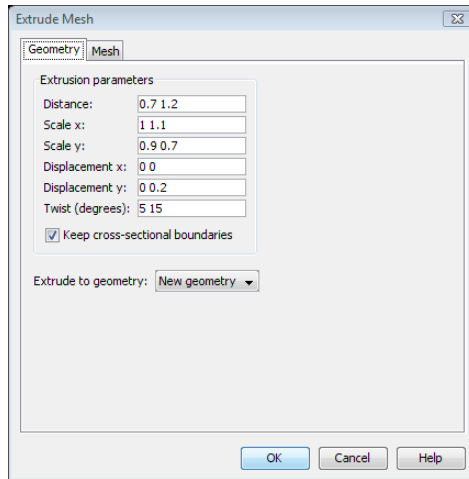 Extrude Mesh
Geometry Mesh
Extrusion parameters
Distance: 0.7 1.2
Scale x: 1 1.1
Scale y: 0.9 0.7
Displacement x: 0 0
Displacement y: 0 0.2
Twist (degrees): 5 15
Keep cross-sectional boundaries
Extrude to geometry: New geometry
OK Cancel Help